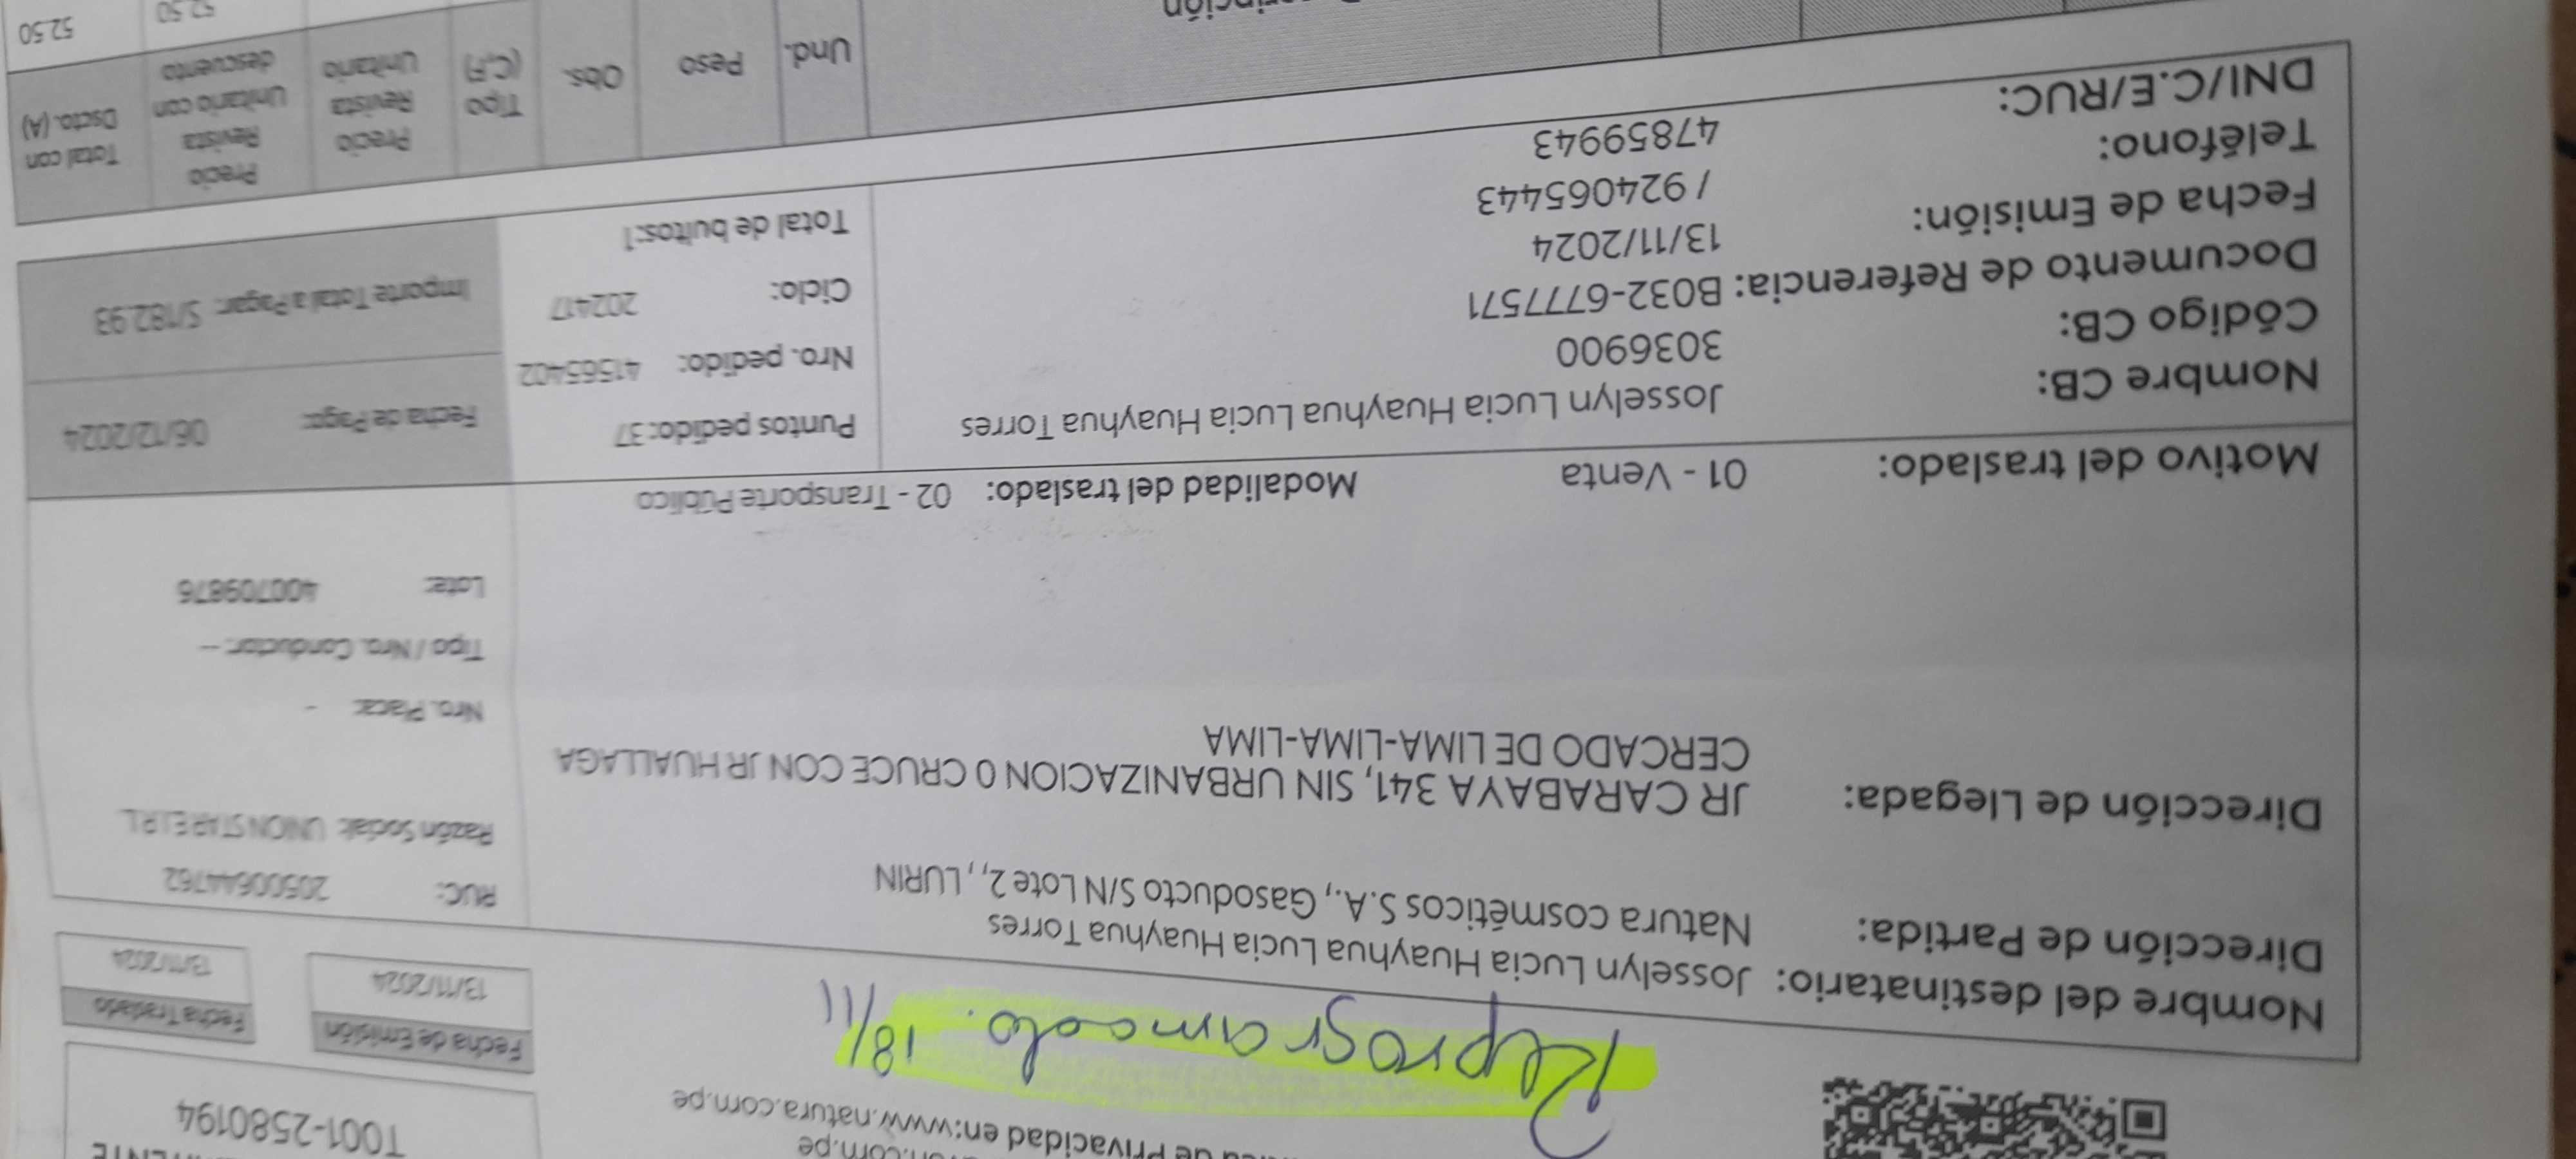 T001-2580194
de Privacidad en:www.natura.com.pe
Reprogramado. 18/11
Fecha de Emisión
13/11/2024
Fecha Traslado
13/11/2024
Nombre del destinatario: Josselyn Lucia Huayhua Lucia Huayhua Torres
Dirección de Partida: Natura cosméticos S.A., Gasoducto S/N Lote 2, , LURIN
Dirección de Llegada: JR CARABAYA 341, SIN URBANIZACION 0 CRUCE CON JR HUALLAGA
CERCADO DE LIMA-LIMA-LIMA
RUC: 20500644762
Razón Social: UNION STAR E.I.R.L.
Nro. Placa: -
Tipo / Nro. Conductor: --
Lote: 400709876
Motivo del traslado: 01 - Venta Modalidad del traslado: 02 - Transporte Público
Nombre CB: Josselyn Lucia Huayhua Lucia Huayhua Torres
Código CB: 3036900
Documento de Referencia: B032-6777571
Fecha de Emisión: 13/11/2024
Teléfono: / 924065443
DNI/C.E/RUC: 47859943
Puntos pedido: 37
Nro. pedido: 41565402
Ciclo: 202417
Total de bultos:1
Fecha de Pago: 06/12/2024
Importe Total a Pagar: S/182.93
Und.
Peso
Obs.
Tipo
(C,F)
Precio
Revista
Unitario
Precio
Revista
Unitario con
descuento
Total con
Dscto. (A)
52.50
52.50